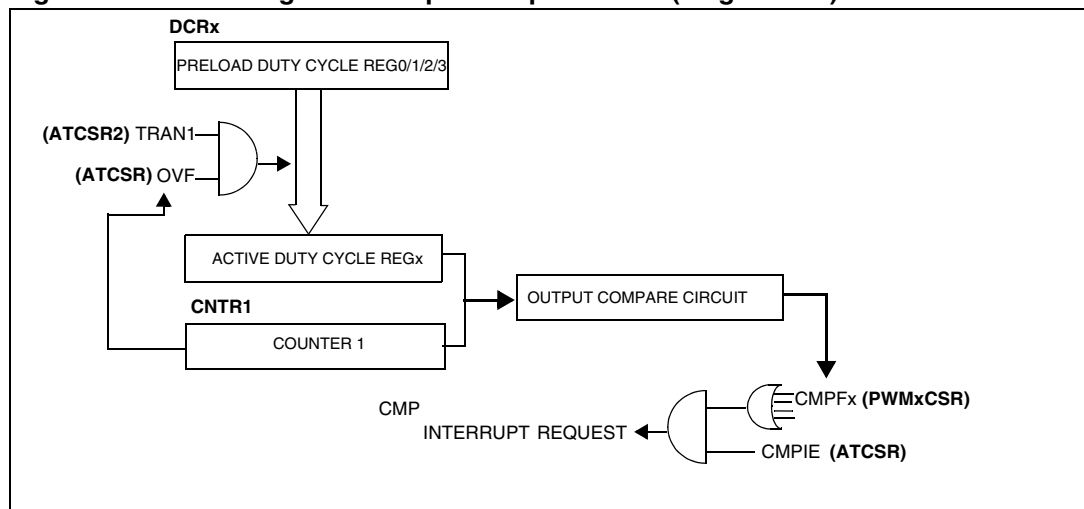 DCRx
PRELOAD DUTY CYCLE REG0/1/2/3
(ATCSR2) TRAN1
(ATCSR) OVF
ACTIVE DUTY CYCLE REGx
CNTR1
OUTPUT COMPARE CIRCUIT
COUNTER 1
CMPFx (PWMxCSR)
CMP
INTERRUPT REQUEST
CMPIE (ATCSR)